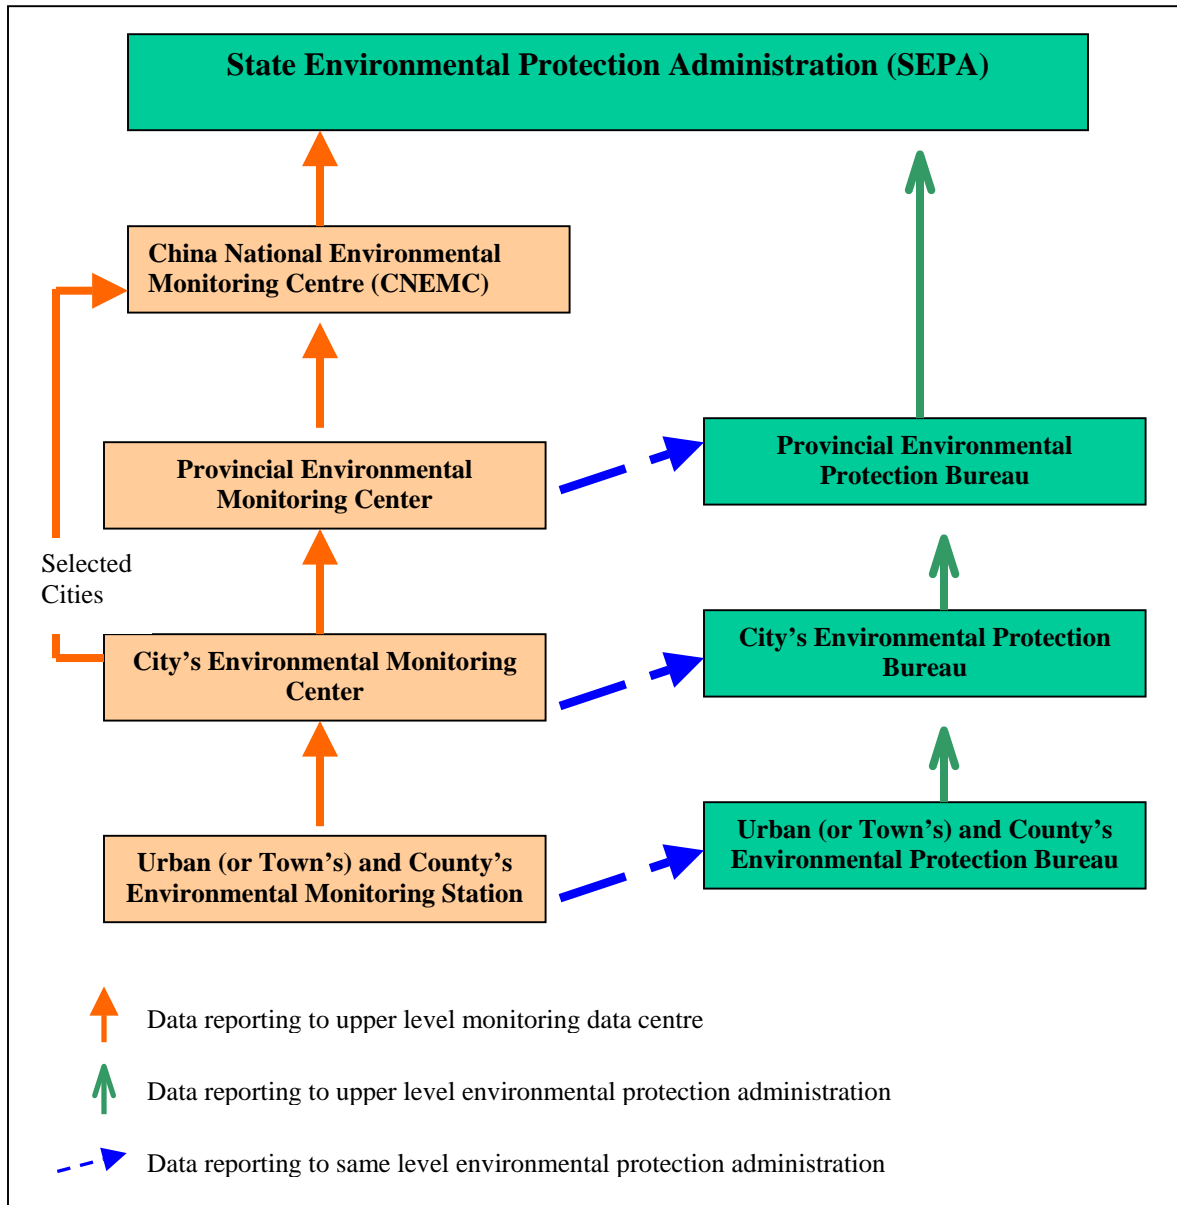 State Environmental Protection Administration (SEPA)
China National Environmental
Monitoring Centre (CNEMC)
Provincial Environmental
Monitoring Center
Provincial Environmental
Protection Bureau
Selected
Cities
City’s Environmental Monitoring
Center
City’s Environmental Protection
Bureau
Urban (or Town’s) and County’s
Environmental Monitoring Station
Urban (or Town’s) and County’s
Environmental Protection Bureau
Data reporting to upper level monitoring data centre
Data reporting to upper level environmental protection administration
Data reporting to same level environmental protection administration